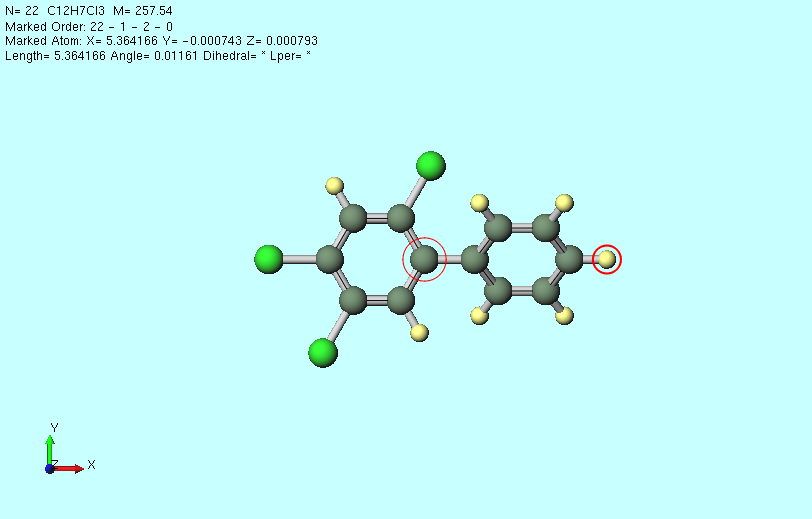 N= 22 C12H7Cl3 M= 257.54
Marked Order: 22 - 1 - 2 - 0
Marked Atom: X= 5.364166 Y= -0.000743 Z= 0.000793
Length= 5.364166 Angle= 0.01161 Dihedral= * Lper= *
Y
Z X